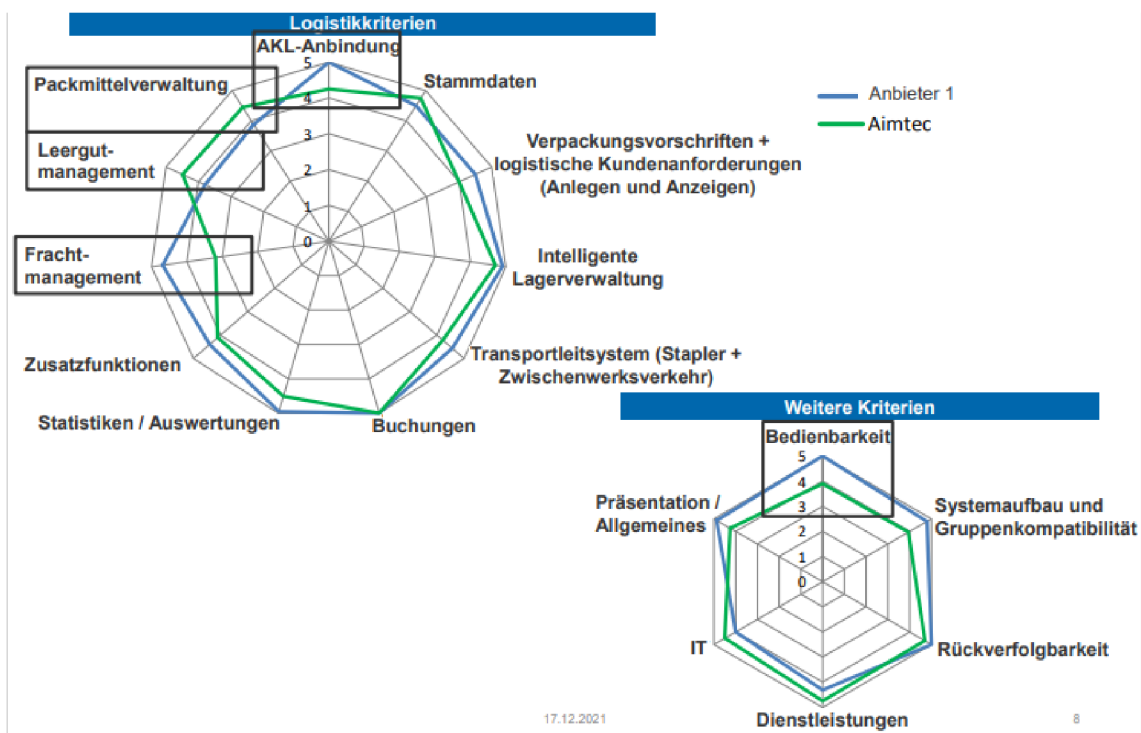 Logistikkriterien
AKL-Anbindung
5
4
3
2
1
0
Packmittelverwaltung
Stammdaten
Leergut-
management
Verpackungsvorschriften +
logistische Kundenanforderungen
(Anlegen und Anzeigen)
Fracht-
management
Intelligente
Lagerverwaltung
Zusatzfunktionen
Transportleitsystem (Stapler +
Zwischenwerksverkehr)
Statistiken / Auswertungen
Buchungen
Anbieter 1
Aimtec
Weitere Kriterien
Bedienbarkeit
5
4
3
2
1
0
Präsentation /
Allgemeines
Systemaufbau und
Gruppenkompatibilität
IT
Rückverfolgbarkeit
Dienstleistungen
17.12.2021
8